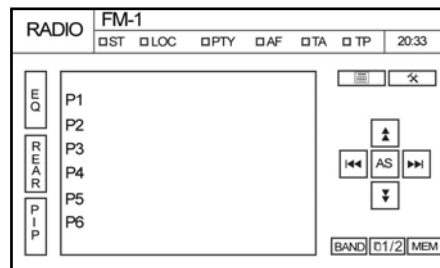 RADIO
FM-1
ST LOC PTY AF TA TP 20:33
EQ
REAR
PIP
P1
P2
P3
P4
P5
P6
AS
BAND 1/2 MEM